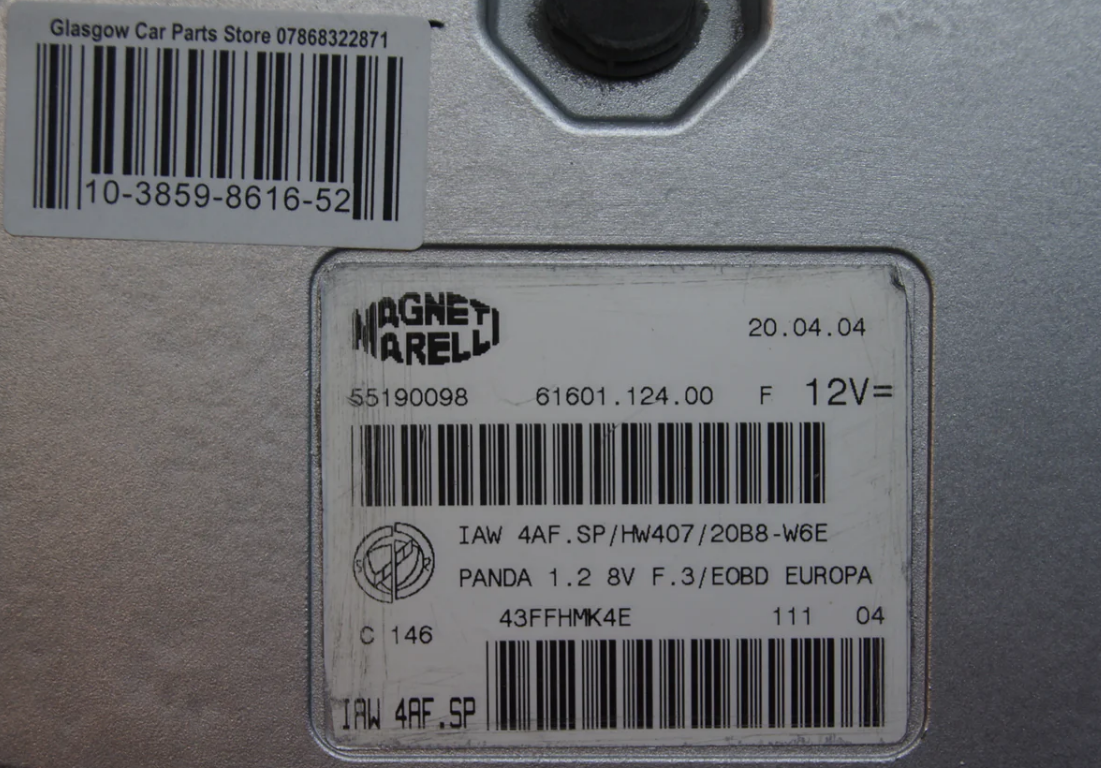 Glasgow Car Parts Store 07868322871
10-3859-8616-52
MAGNETI
MARELLI
20.04.04
55190098 61601.124.00 F 12V=
IAW 4AF.SP/HW407/20B8-W6E
PANDA 1.2 8V F.3/EOBD EUROPA
43FFHMK4E 111 04
C 146
IAW 4AF.SP